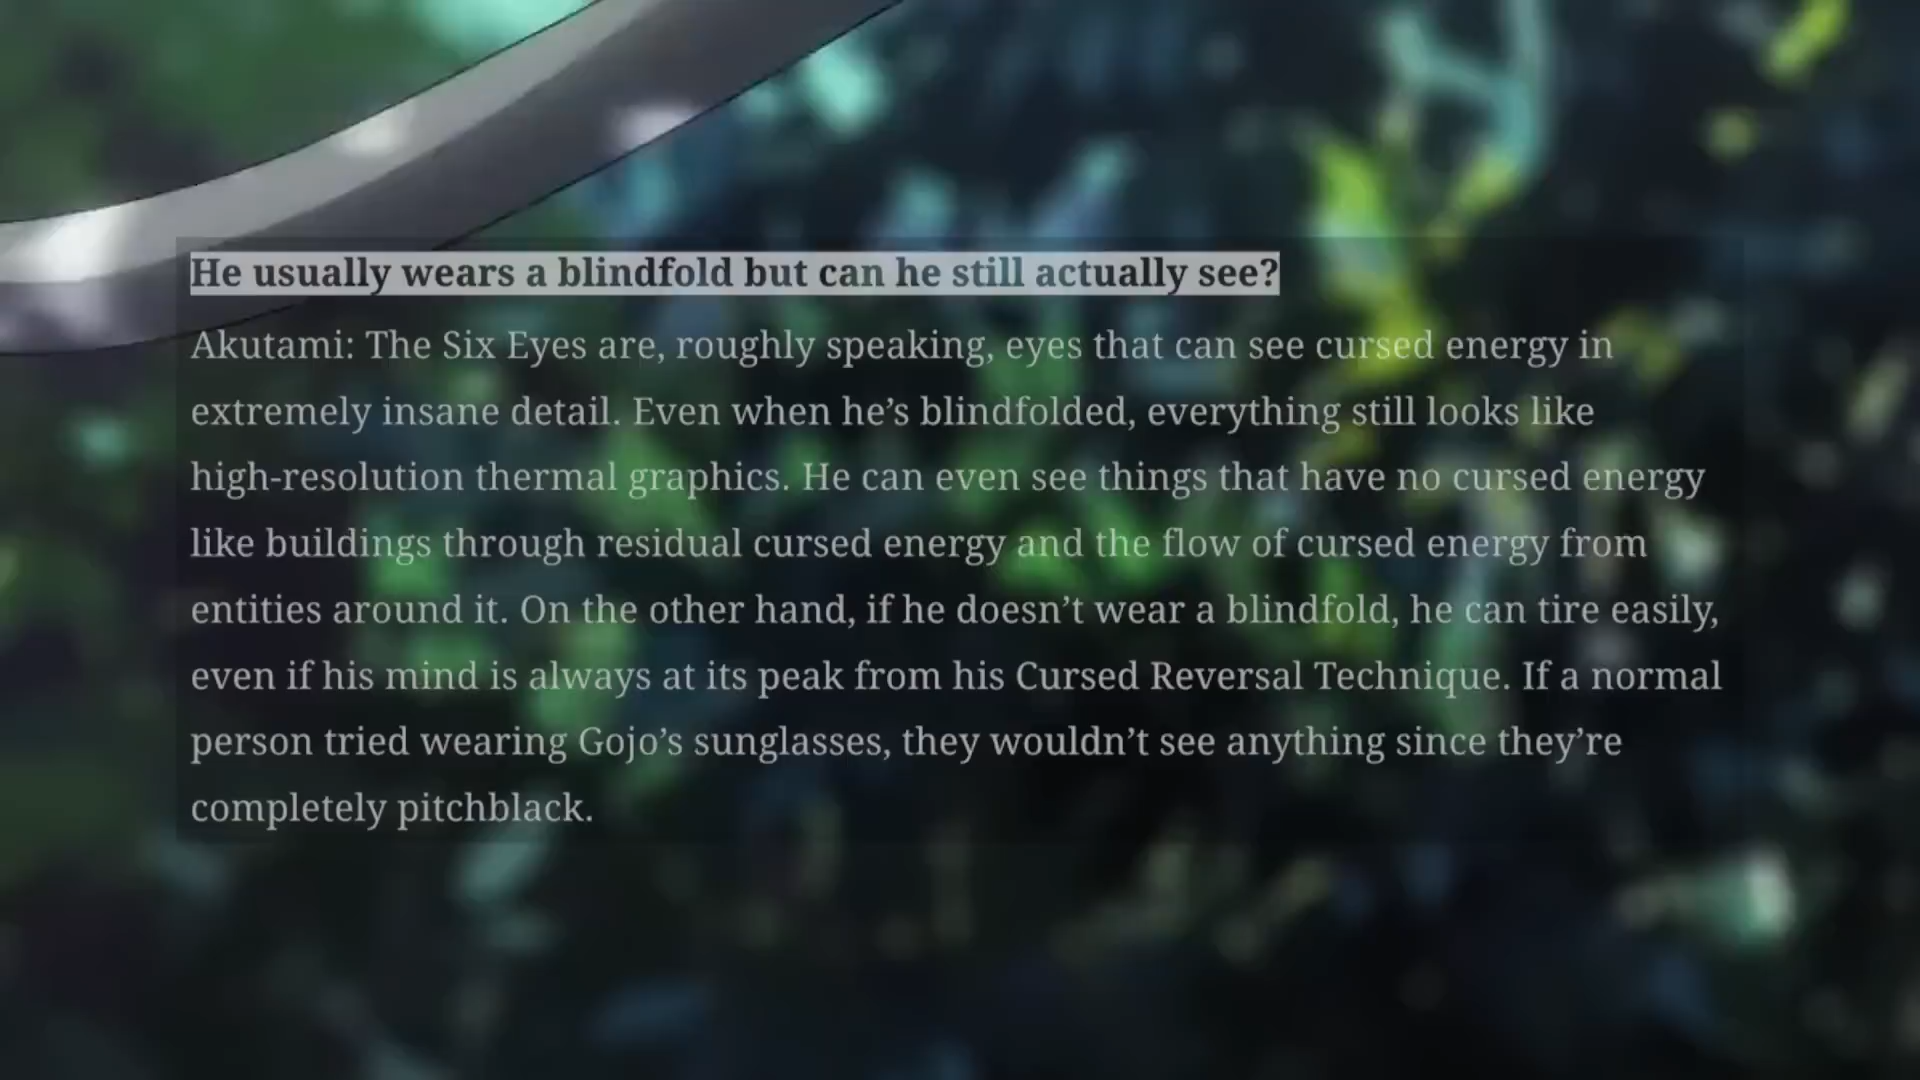 He usually wears a blindfold but can he still actually see?
Akutami: The Six Eyes are, roughly speaking, eyes that can see cursed energy in
extremely insane detail. Even when he’s blindfolded, everything still looks like
high-resolution thermal graphics. He can even see things that have no cursed energy
like buildings through residual cursed energy and the flow of cursed energy from
entities around it. On the other hand, if he doesn’t wear a blindfold, he can tire easily,
even if his mind is always at its peak from his Cursed Reversal Technique. If a normal
person tried wearing Gojo’s sunglasses, they wouldn’t see anything since they’re
completely pitchblack.